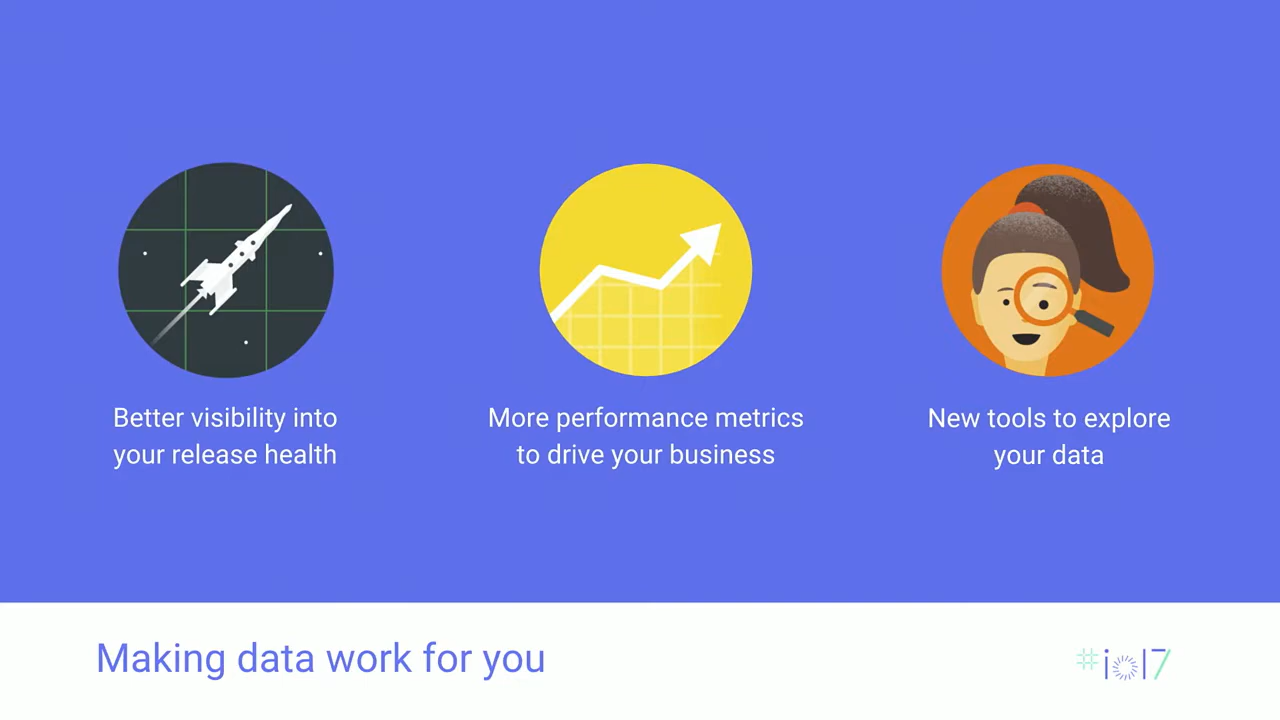 Better visibility into
your release health
More performance metrics
to drive your business
New tools to explore
your data
Making data work for you
#io17